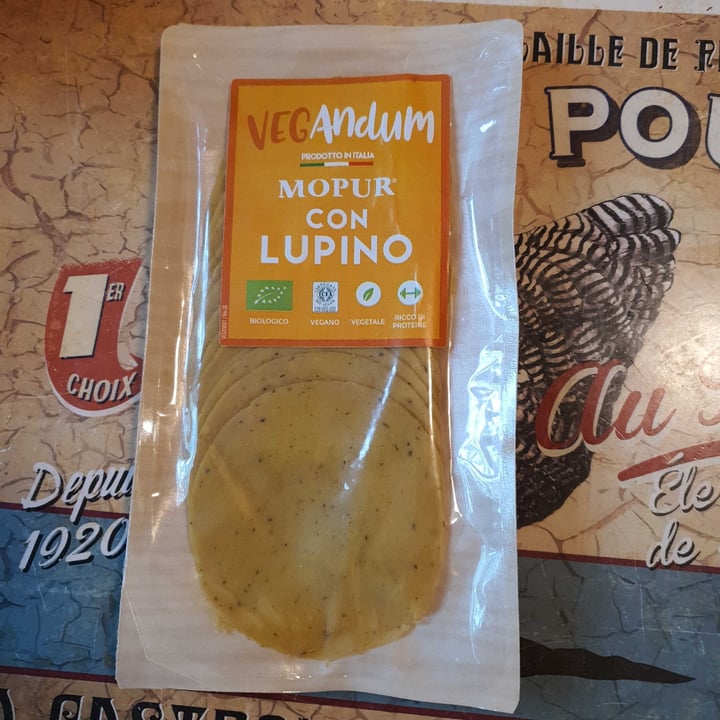 VEGANDUM
PRODOTTO IN ITALIA
MOPUR®
CON
LUPINO
BIOLOGICO
VEGANO
VEGETALE
RICCO DI
PROTEINE
AILLE DE
POU
1ER
CHOIX
Au
Depui
1920
Éle
de